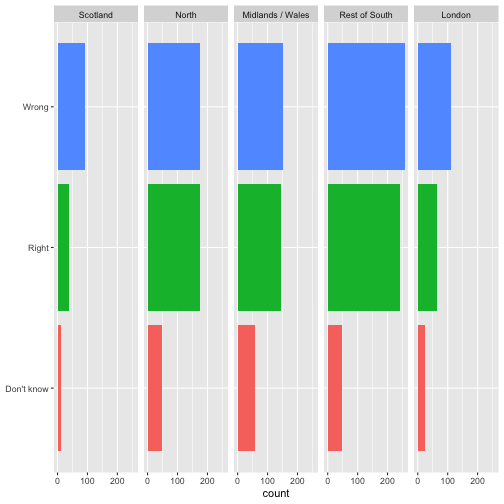 Scotland North Midlands / Wales Rest of South London
Wrong
Right
Don't know
0 100 200 0 100 200 0 100 200 0 100 200 0 100 200
count